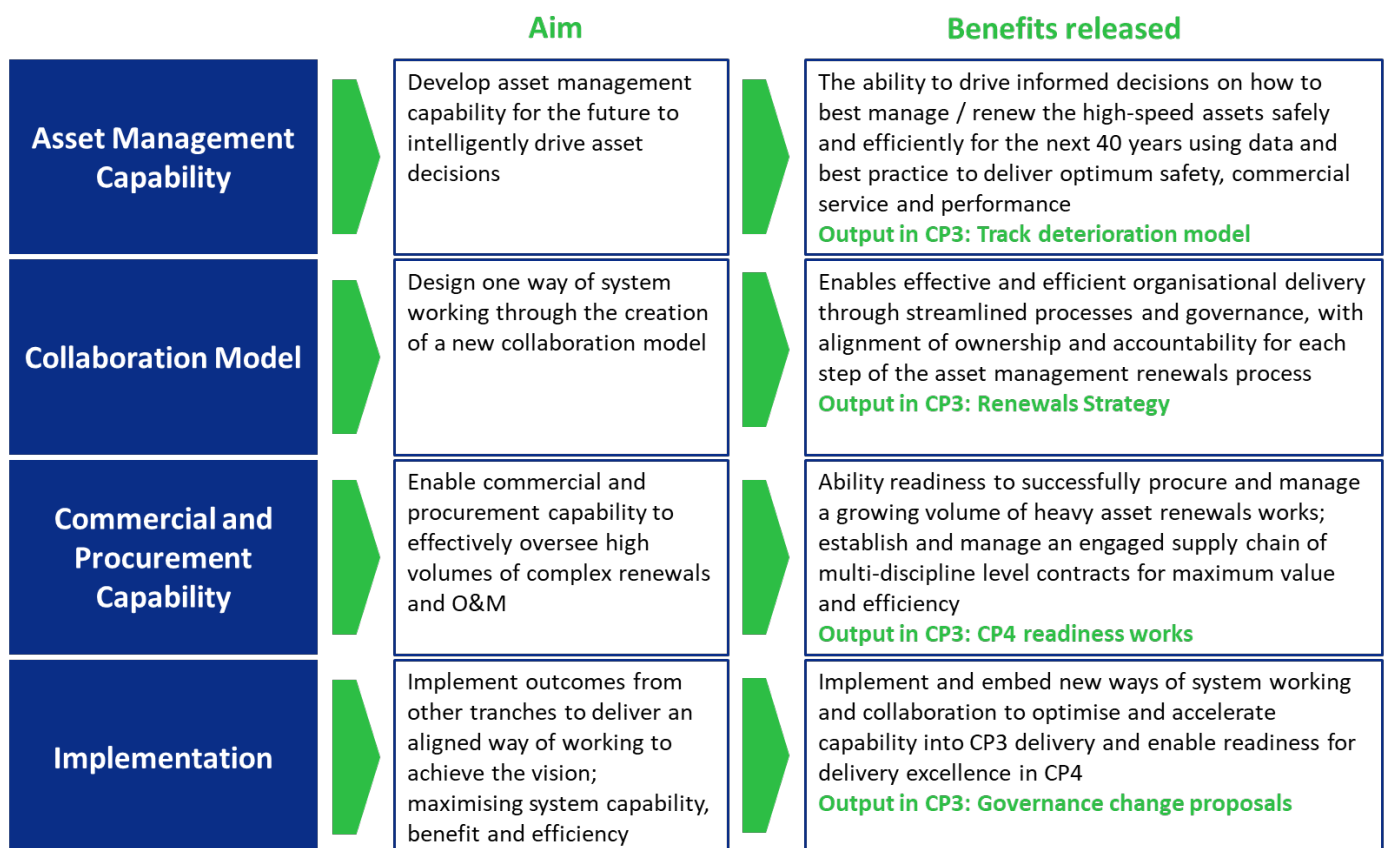 Aim
Benefits released
Asset Management
Capability
Develop asset management
capability for the future to
intelligently drive asset
decisions
The ability to drive informed decisions on how to
best manage / renew the high-speed assets safely
and efficiently for the next 40 years using data and
best practice to deliver optimum safety, commercial
service and performance
Output in CP3: Track deterioration model
Collaboration Model
Design one way of system
working through the creation
of a new collaboration model
Enables effective and efficient organisational delivery
through streamlined processes and governance, with
alignment of ownership and accountability for each
step of the asset management renewals process
Output in CP3: Renewals Strategy
Commercial and
Procurement
Capability
Enable commercial and
procurement capability to
effectively oversee high
volumes of complex renewals
and O&M
Ability readiness to successfully procure and manage
a growing volume of heavy asset renewals works;
establish and manage an engaged supply chain of
multi-discipline level contracts for maximum value
and efficiency
Output in CP3: CP4 readiness works
Implementation
Implement outcomes from
other tranches to deliver an
aligned way of working to
achieve the vision;
maximising system capability,
benefit and efficiency
Implement and embed new ways of system working
and collaboration to optimise and accelerate
capability into CP3 delivery and enable readiness for
delivery excellence in CP4
Output in CP3: Governance change proposals